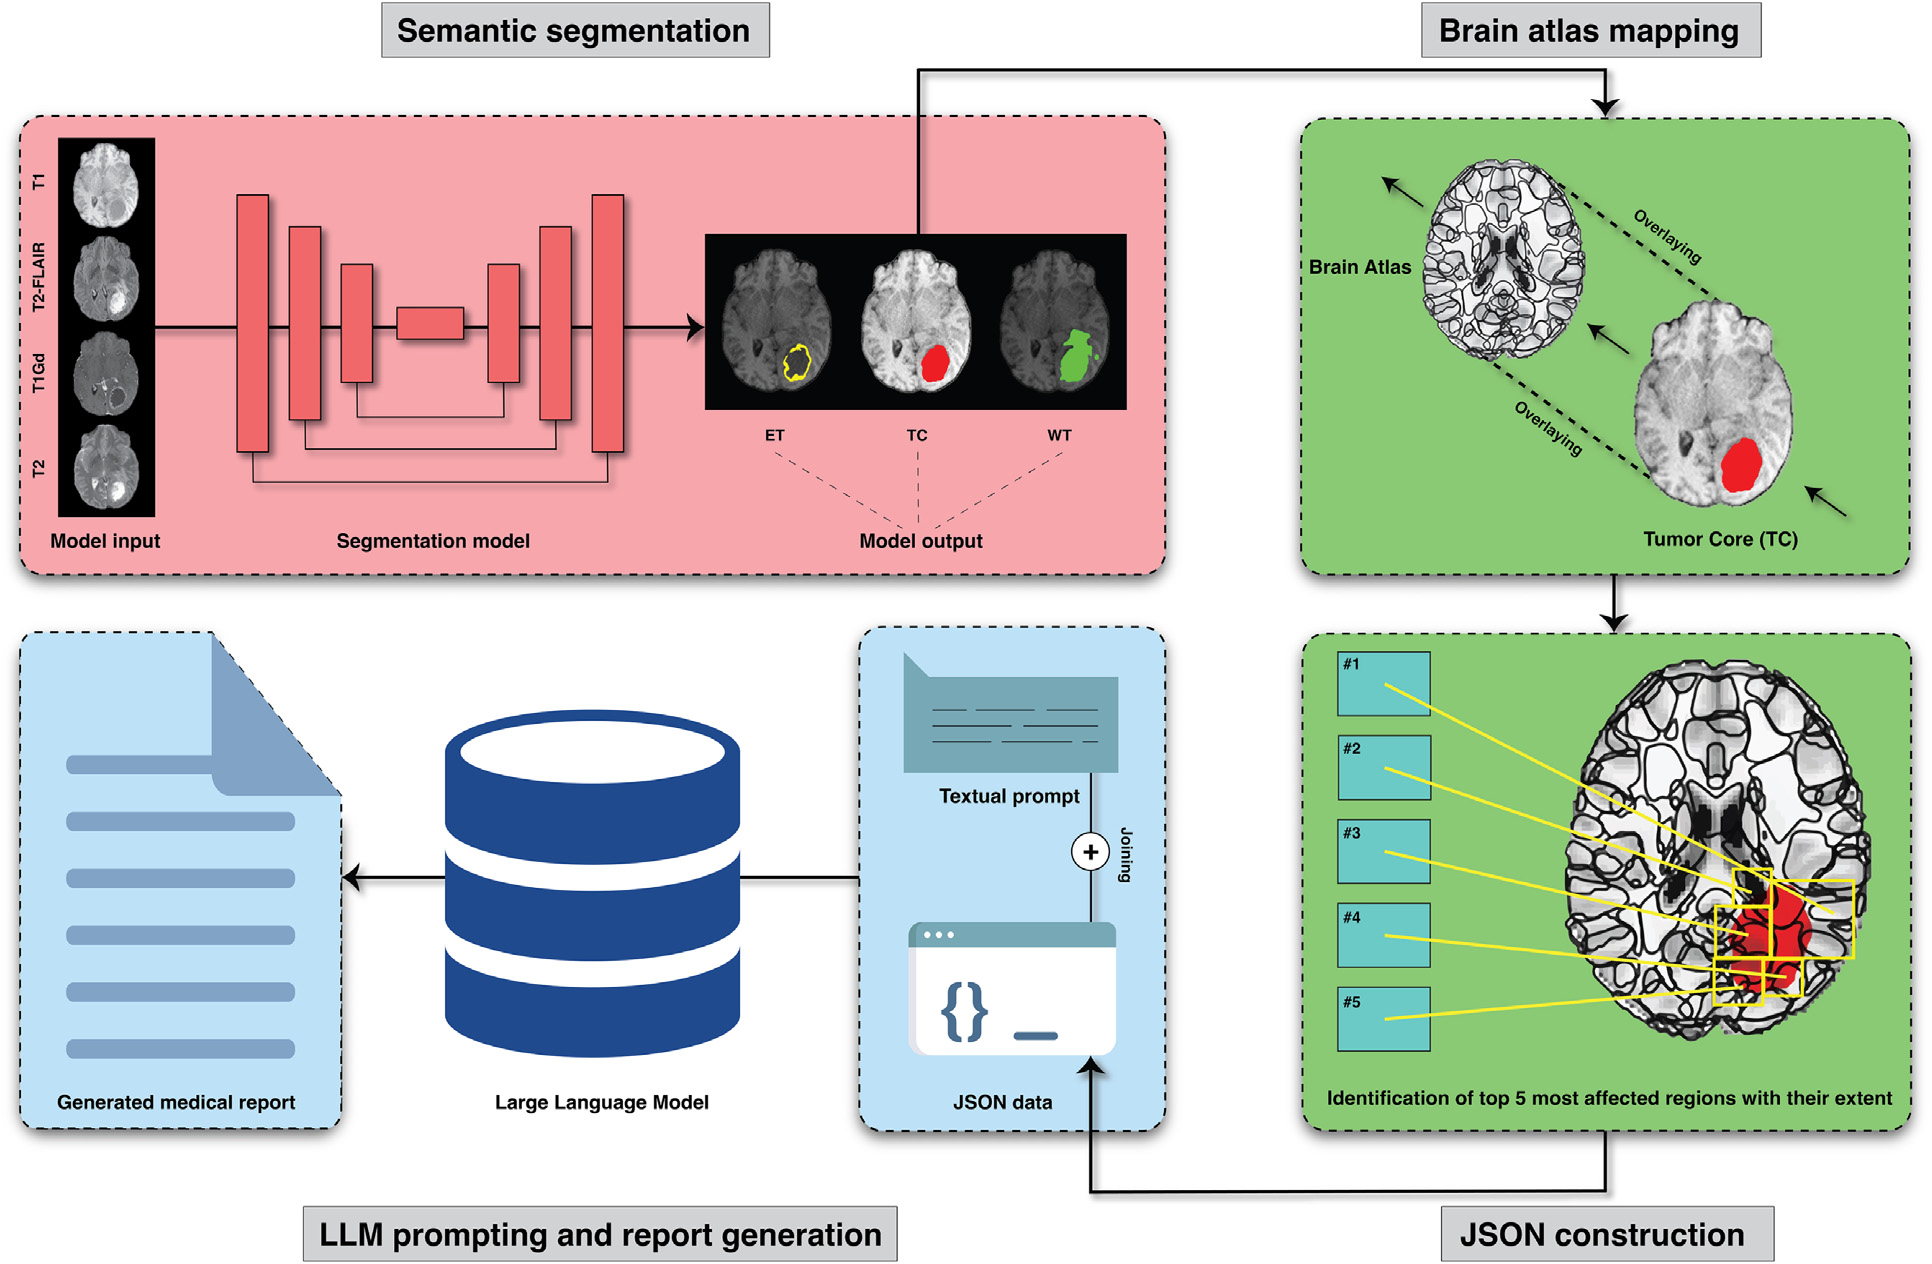 Semantic segmentation
Brain atlas mapping
T1
T2-FLAIR
T1Gd
T2
Model input
Segmentation model
ET
TC
WT
Model output
Brain Atlas
Overlaying
Overlaying
Tumor Core (TC)
Generated medical report
Large Language Model
Textual prompt
+
Joining
{} _
JSON data
#1
#2
#3
#4
#5
Identification of top 5 most affected regions with their extent
LLM prompting and report generation
JSON construction